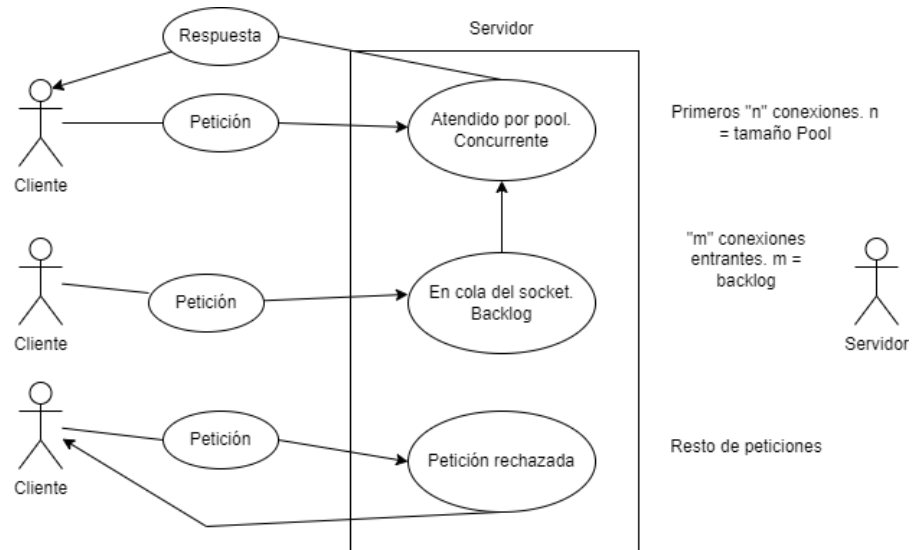 Respuesta
Servidor
Petición
Atendido por pool.
Concurrente
Primeros "n" conexiones. n
= tamaño Pool
Cliente
"m" conexiones
entrantes. m =
backlog
Petición
En cola del socket.
Backlog
Cliente
Servidor
Petición
Petición rechazada
Resto de peticiones
Cliente